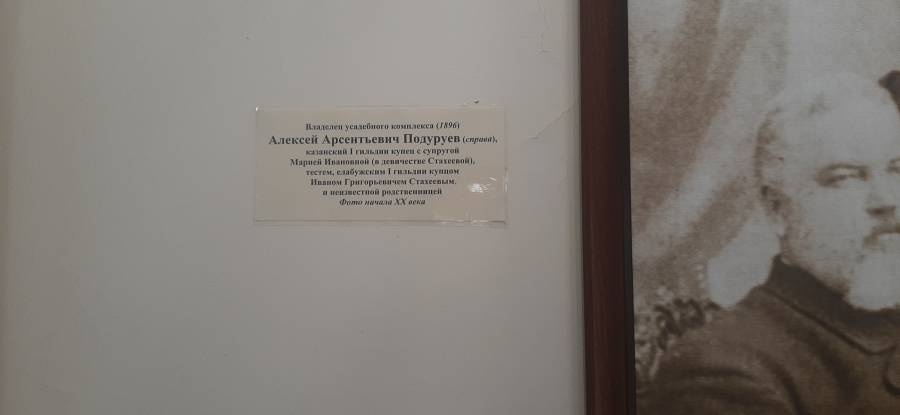 Владелец усадебного комплекса (1896)
Алексей Арсентьевич Подуруев (справа),
казанский I гильдии купец с супругой
Марией Ивановной (в девичестве Стахеевой),
тестем, елабужским I гильдии купцом
Иваном Григорьевичем Стахеевым.
и неизвестной родственницей
Фото начала XX века